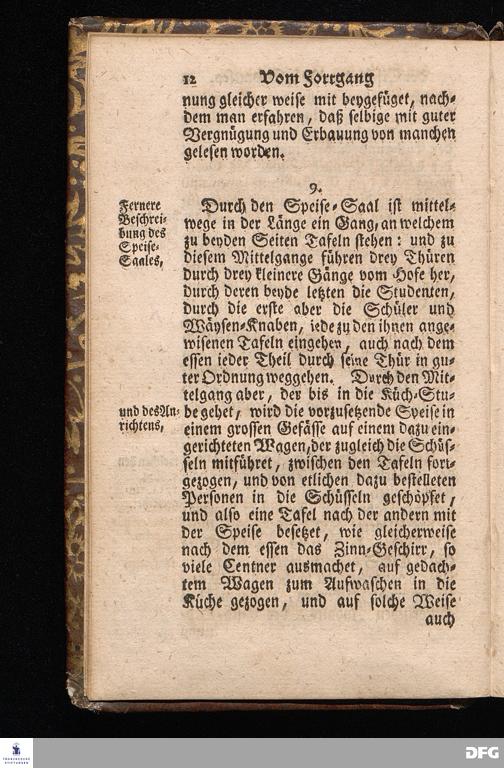 12 Vom Fortgang
nung gleicher weise mit beygefüget, nach-
dem man erfahren, daß selbige mit guter
Vergnügung und Erbauung von manchen
gelesen worden.
9.
Fernere
Beschrei-
bung des
Speise-
Saales,
Durch den Speise-Saal ist mittel-
wege in der Länge ein Gang, an welchem
zu beyden Seiten Tafeln stehen: und zu
diesem Mittelgange führen drey Thüren
durch drey kleinere Gänge vom Hofe her,
durch deren beyde letzten die Studenten,
durch die erste aber die Schüler und
Wäysen-Knaben, iede zu den ihnen ange-
wisenen Tafeln eingehen, auch nach dem
essen ieder Theil durch seine Thür in gu-
ter Ordnung weggehen. Durch den Mit-
telgang aber, der bis in die Küch-Stu-
und des An-
richtens,
be gehet, wird die vorzusetzende Speise in
einem grossen Gefässe auf einem dazu ein-
gerichteten Wagen, der zugleich die Schüs-
seln mitführet, zwischen den Tafeln fort-
gezogen, und von etlichen dazu bestelleten
Personen in die Schüsseln geschöpfet,
und also eine Tafel nach der andern mit
der Speise besetzet, wie gleicherweise
nach dem essen das Zinn-Geschirr, so
viele Centner ausmachet, auf gedach-
tem Wagen zum Aufwaschen in die
Küche gezogen, und auf solche Weise
auch
FRANCKESCHE
STIFTUNGEN
DFG